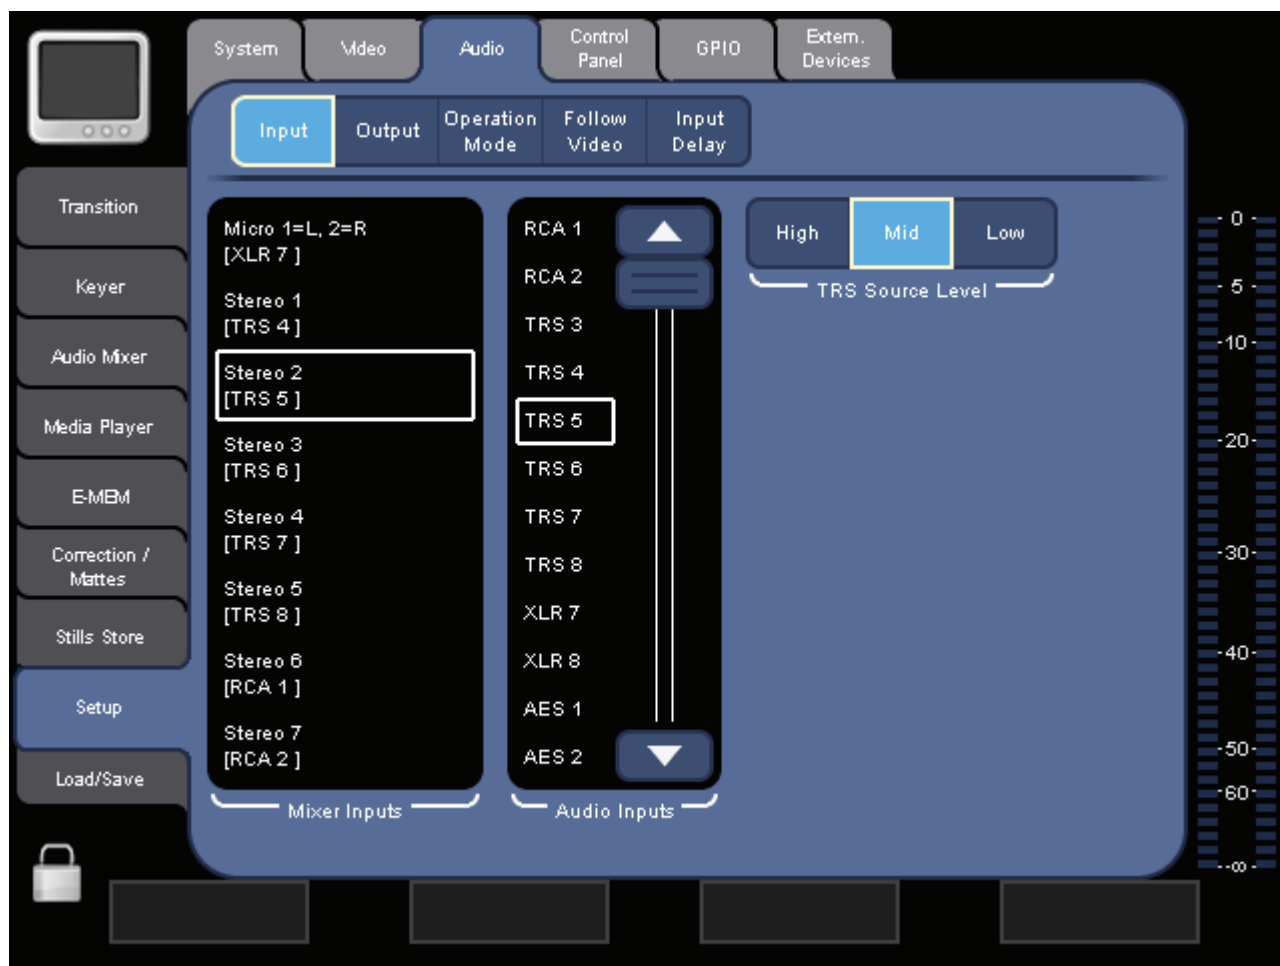 System
Video
Audio
Control
Panel
GPIO
Extern.
Devices
Input
Output
Operation
Mode
Follow
Video
Input
Delay
Transition
Keyer
Audio Mixer
Media Player
E-MEM
Correction /
Mattes
Stills Store
Setup
Load/Save
Micro 1=L, 2=R
[XLR 7 ]
Stereo 1
[TRS 4 ]
Stereo 2
[TRS 5 ]
Stereo 3
[TRS 6 ]
Stereo 4
[TRS 7 ]
Stereo 5
[TRS 8 ]
Stereo 6
[RCA 1 ]
Stereo 7
[RCA 2 ]
Mixer Inputs
RCA 1
RCA 2
TRS 3
TRS 4
TRS 5
TRS 6
TRS 7
TRS 8
XLR 7
XLR 8
AES 1
AES 2
Audio Inputs
High
Mid
Low
TRS Source Level
- 0 -
- 5 -
-10-
-20-
-30-
-40-
-50-
-60-
--∞ -